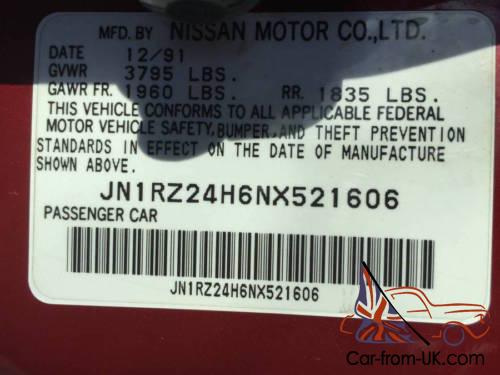 MFD. BY NISSAN MOTOR CO.,LTD.
DATE 12/91
GVWR 3795 LBS.
GAWR FR. 1960 LBS. RR. 1835 LBS.
THIS VEHICLE CONFORMS TO ALL APPLICABLE FEDERAL
MOTOR VEHICLE SAFETY, BUMPER, AND THEFT PREVENTION
STANDARDS IN EFFECT ON THE DATE OF MANUFACTURE
SHOWN ABOVE.
JN1RZ24H6NX521606
PASSENGER CAR
JN1RZ24H6NX521606
Car-from-UK.com